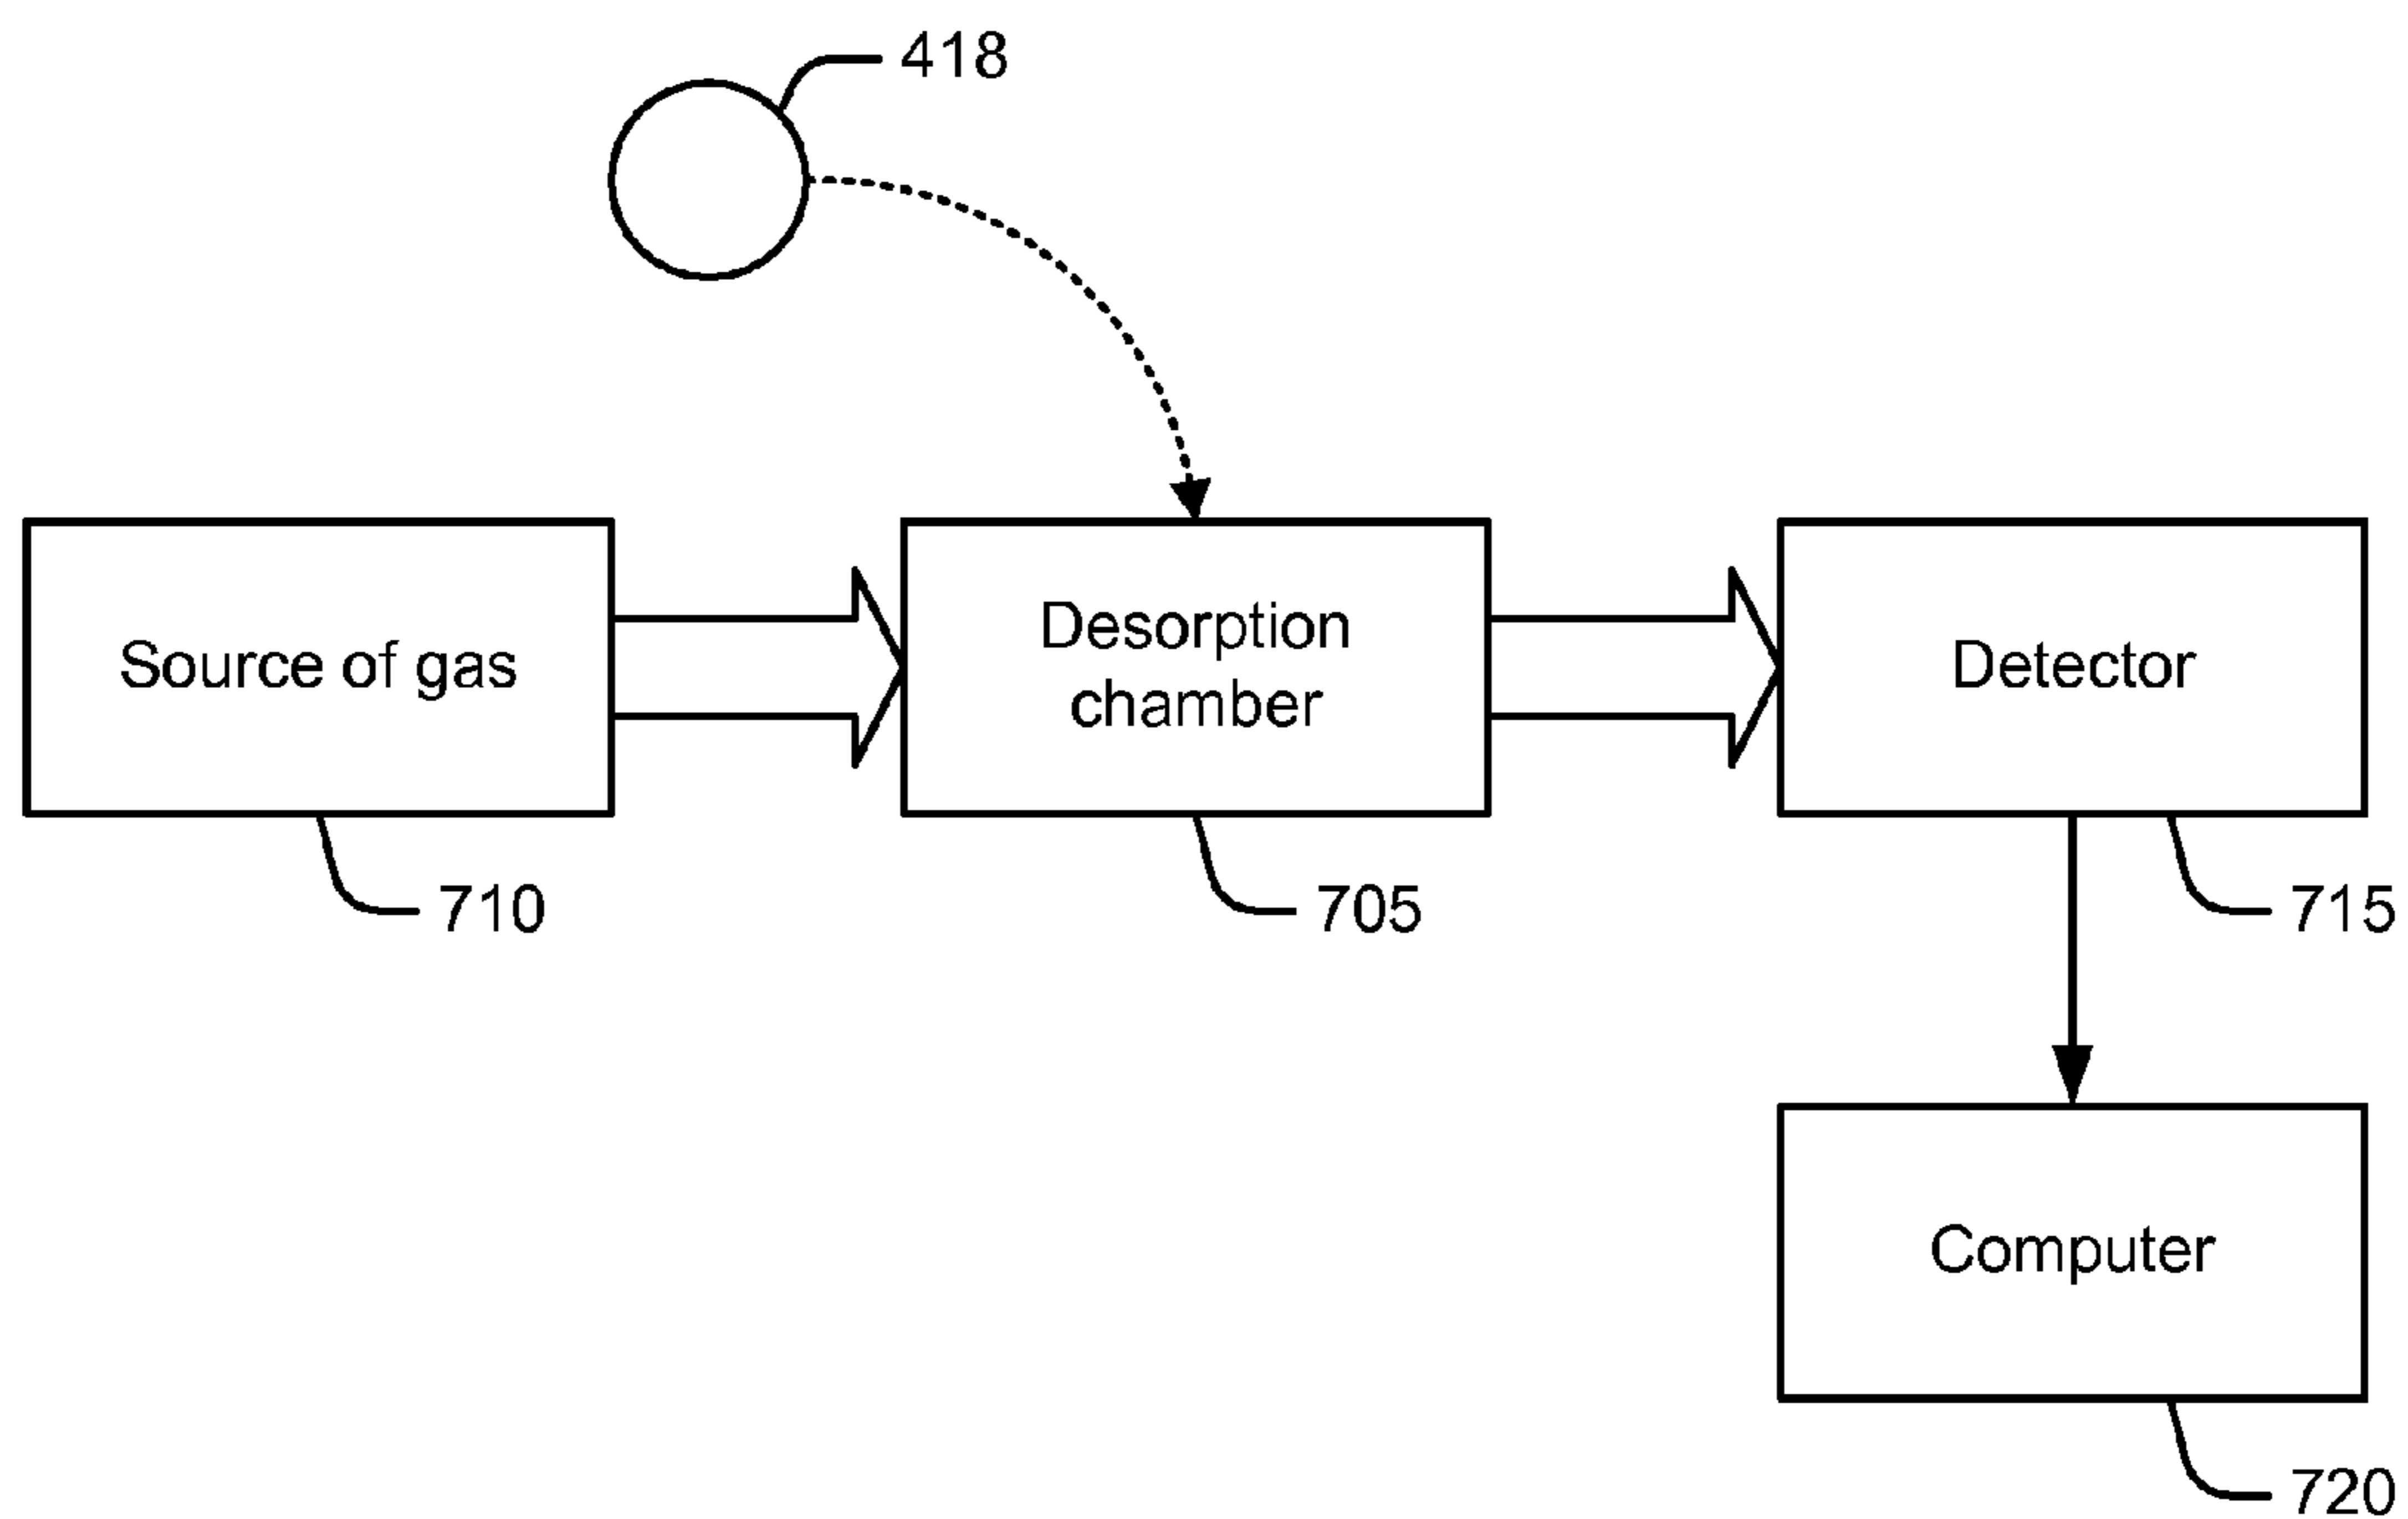 418
Source of gas
Desorption
chamber
Detector
710
705
715
Computer
720